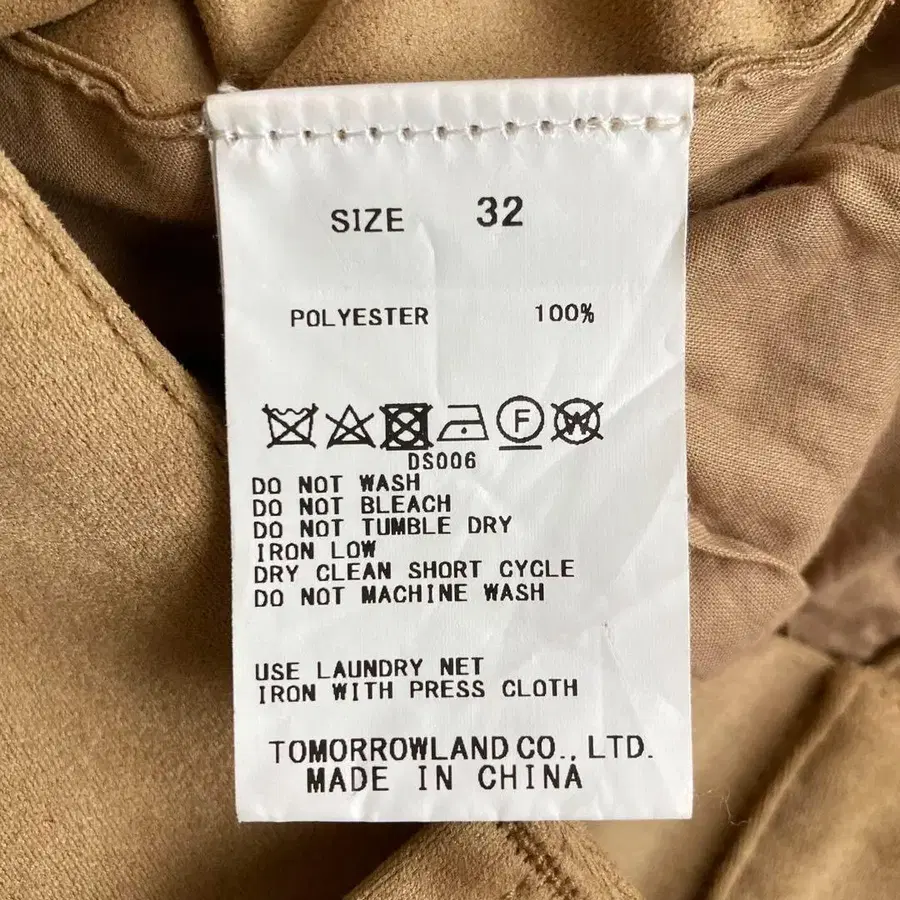 SIZE 32
POLYESTER 100%
F W
DS006
DO NOT WASH
DO NOT BLEACH
DO NOT TUMBLE DRY
IRON LOW
DRY CLEAN SHORT CYCLE
DO NOT MACHINE WASH
USE LAUNDRY NET
IRON WITH PRESS CLOTH
TOMORROWLAND CO., LTD.
MADE IN CHINA